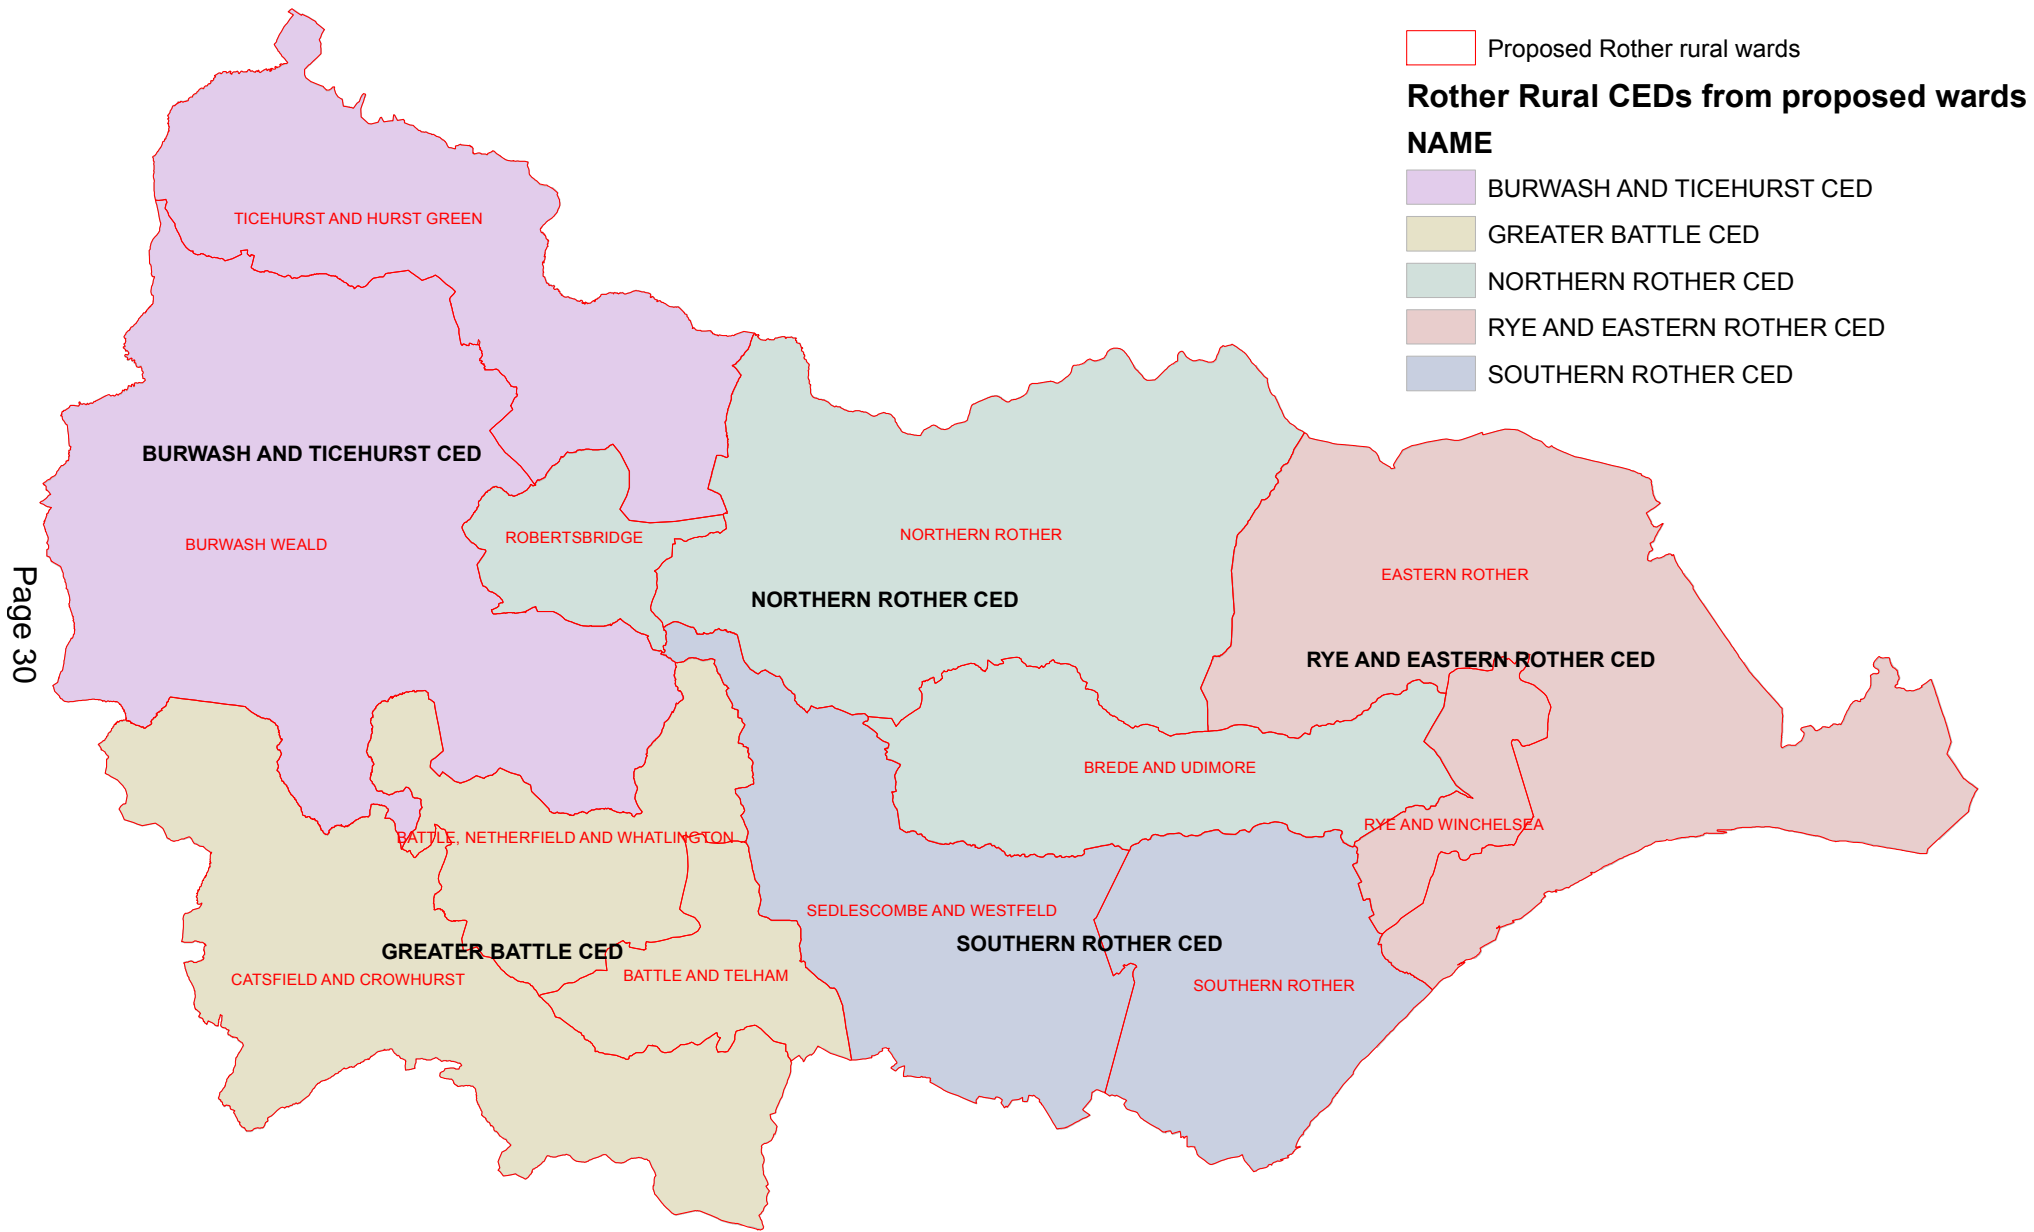 Proposed Rother rural wards
Rother Rural CEDs from proposed wards
NAME
BURWASH AND TICEHURST CED
GREATER BATTLE CED
NORTHERN ROTHER CED
RYE AND EASTERN ROTHER CED
SOUTHERN ROTHER CED
TICEHURST AND HURST GREEN
BURWASH AND TICEHURST CED
BURWASH WEALD
ROBERTSBRIDGE
NORTHERN ROTHER
NORTHERN ROTHER CED
EASTERN ROTHER
RYE AND EASTERN ROTHER CED
BREDE AND UDIMORE
RYE AND WINCHELSEA
BATTLE, NETHERFIELD AND WHATLINGTON
SEDLESCOMBE AND WESTFELD
SOUTHERN ROTHER CED
GREATER BATTLE CED
CATSFIELD AND CROWHURST
BATTLE AND TELHAM
SOUTHERN ROTHER
Page 30